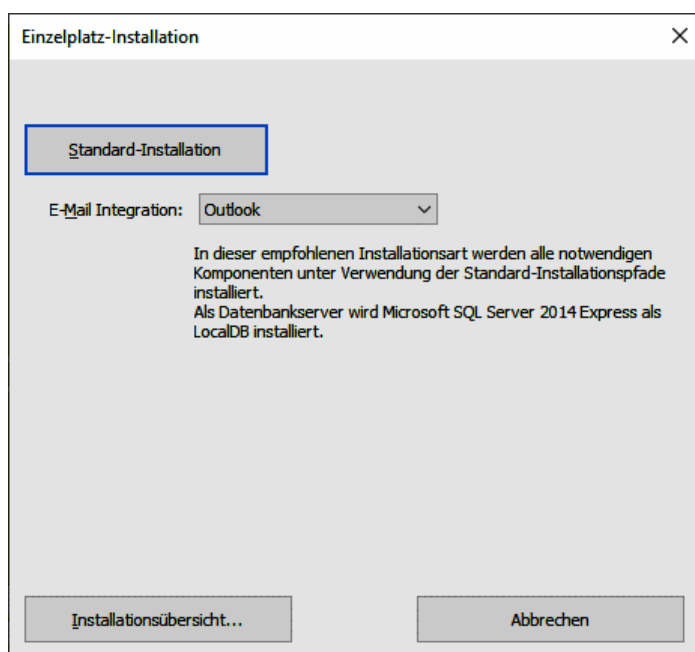 Einzelplatz-Installation
Standard-Installation
E-Mail Integration: Outlook
In dieser empfohlenen Installationsart werden alle notwendigen
Komponenten unter Verwendung der Standard-Installationspfade
installiert.
Als Datenbankserver wird Microsoft SQL Server 2014 Express als
LocalDB installiert.
Installationsübersicht... Abbrechen